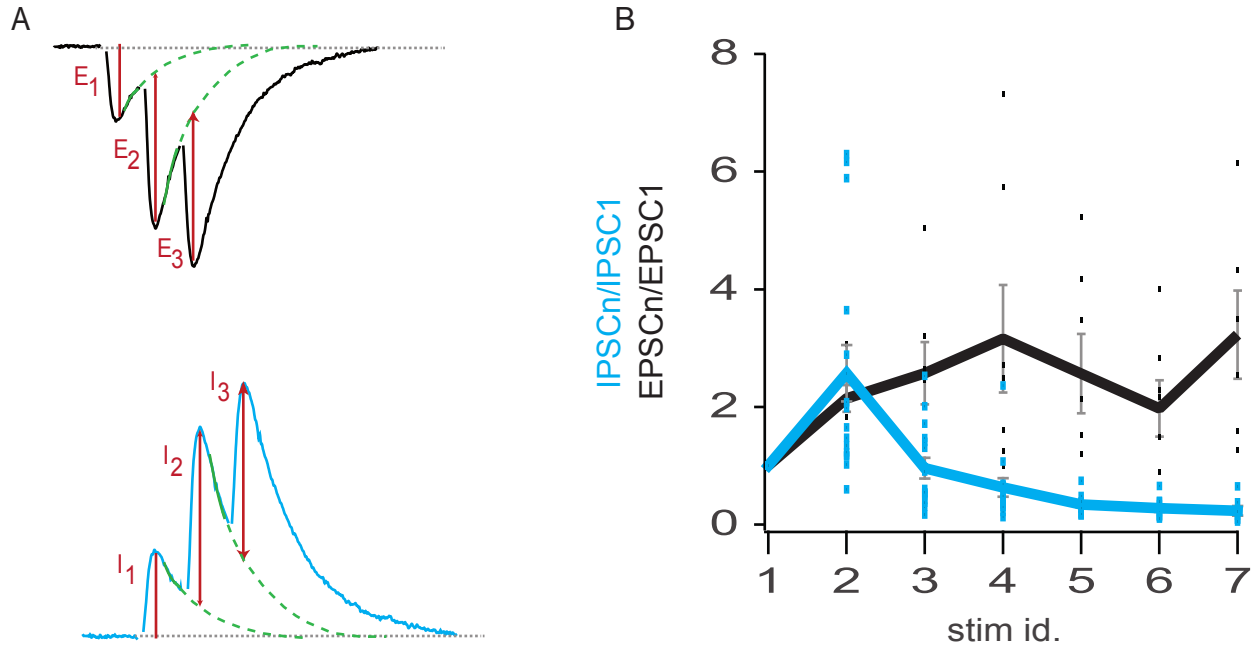 A
E1
E2
E3
I1
I2
I3
B
IPSCn/IPSC1
EPSCn/EPSC1
8
6
4
2
0
1 2 3 4 5 6 7
stim id.